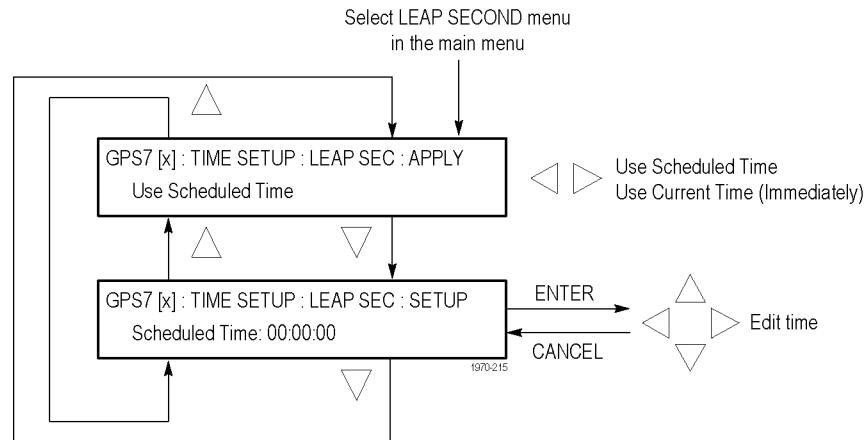 Select LEAP SECOND menu
in the main menu
GPS7 [x] : TIME SETUP : LEAP SEC : APPLY
Use Scheduled Time
Use Scheduled Time
Use Current Time (Immediately)
GPS7 [x] : TIME SETUP : LEAP SEC : SETUP
Scheduled Time: 00:00:00
ENTER
CANCEL
Edit time
1970-215